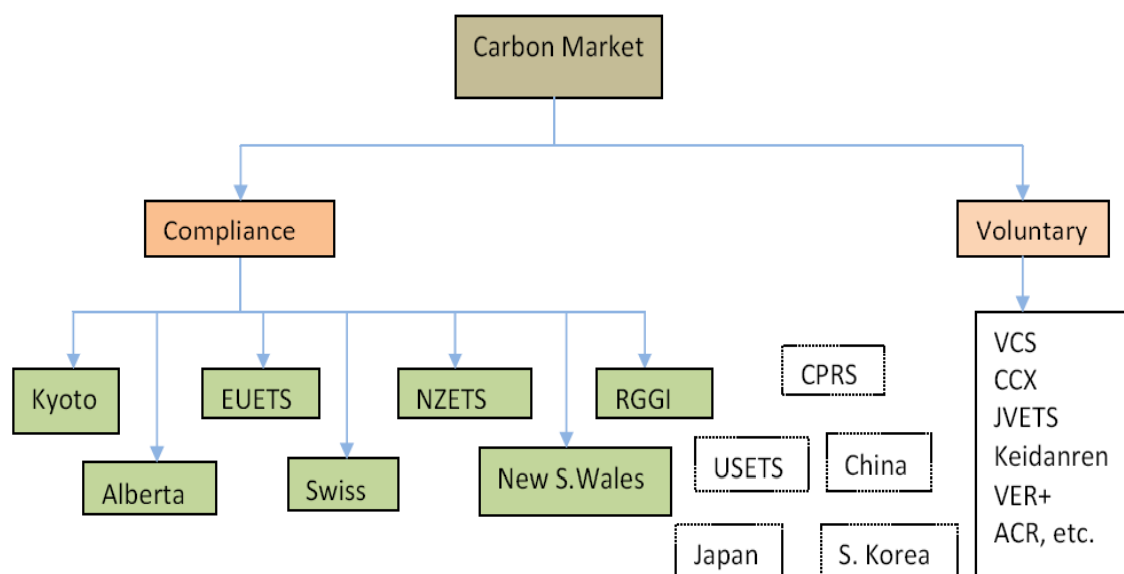 Carbon Market
Compliance
Voluntary
Kyoto
EUETS
NZETS
RGGI
CPRS
Alberta
Swiss
New S.Wales
USETS
China
Japan
S. Korea
VCS
CCX
JVETS
Keidanren
VER+
ACR, etc.